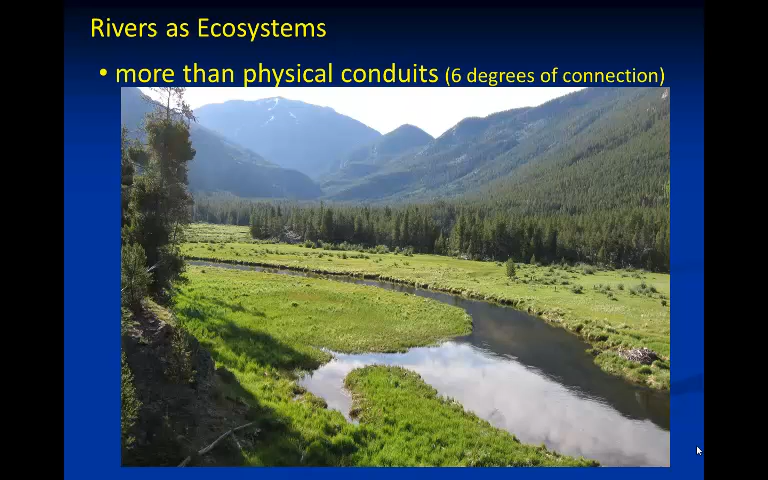 Rivers as Ecosystems
• more than physical conduits (6 degrees of connection)